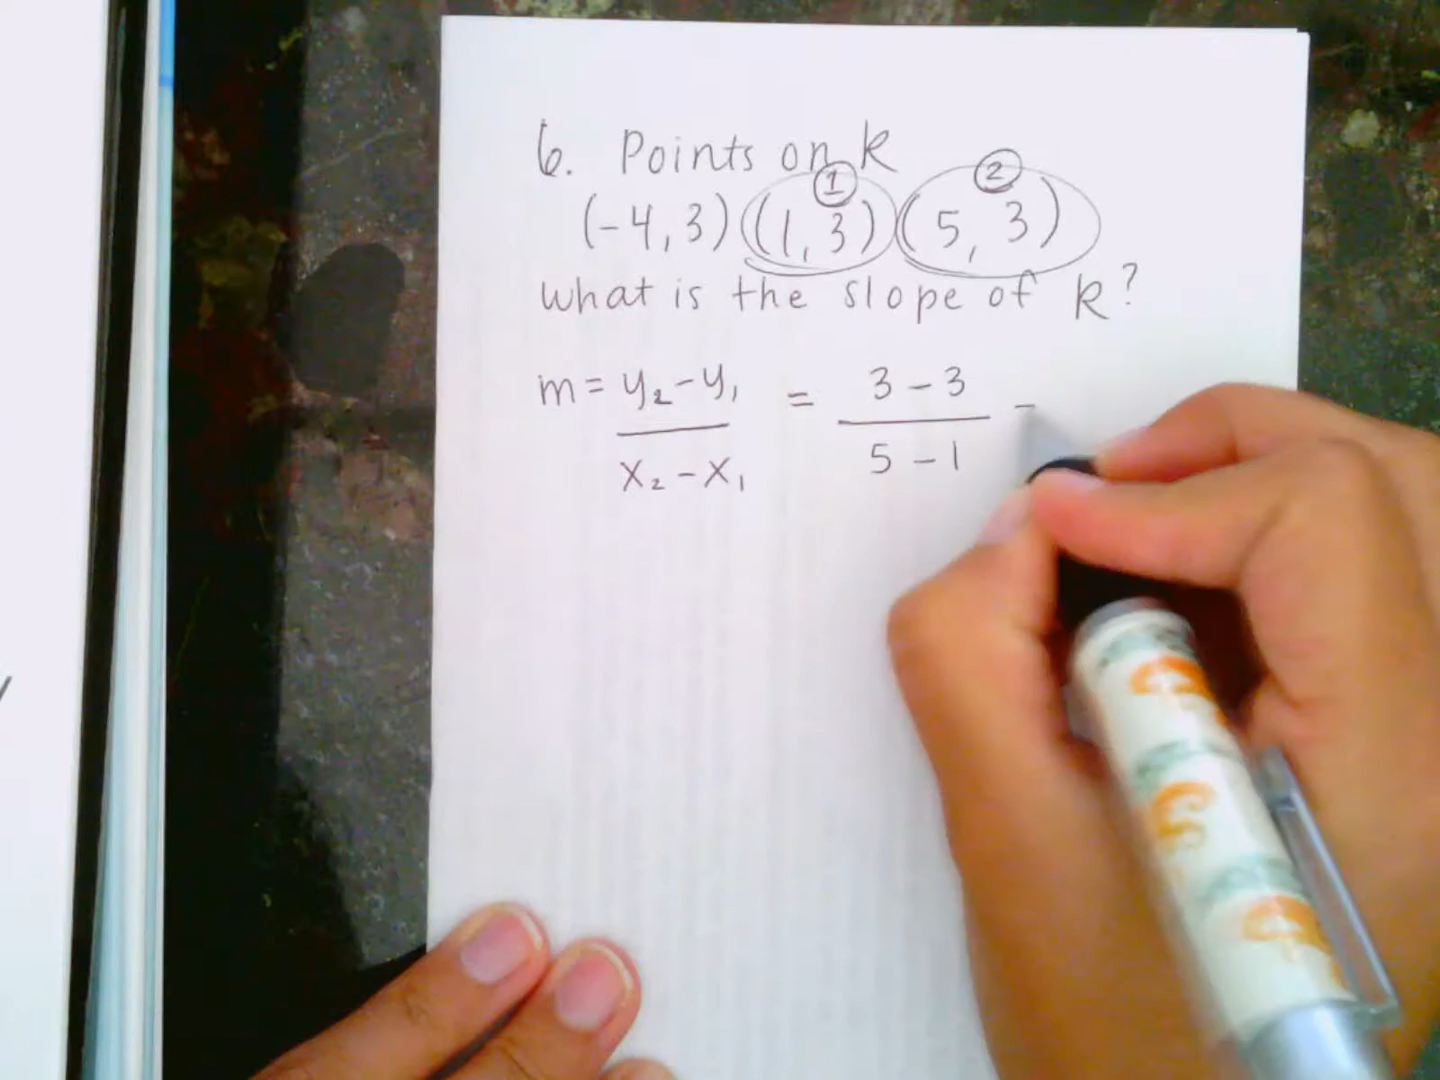 6. Points on k
1 2
(-4, 3) (1, 3) (5, 3)
what is the slope of k?
m = y₂ - y₁ = 3 - 3 -
x₂ - x₁ 5 - 1